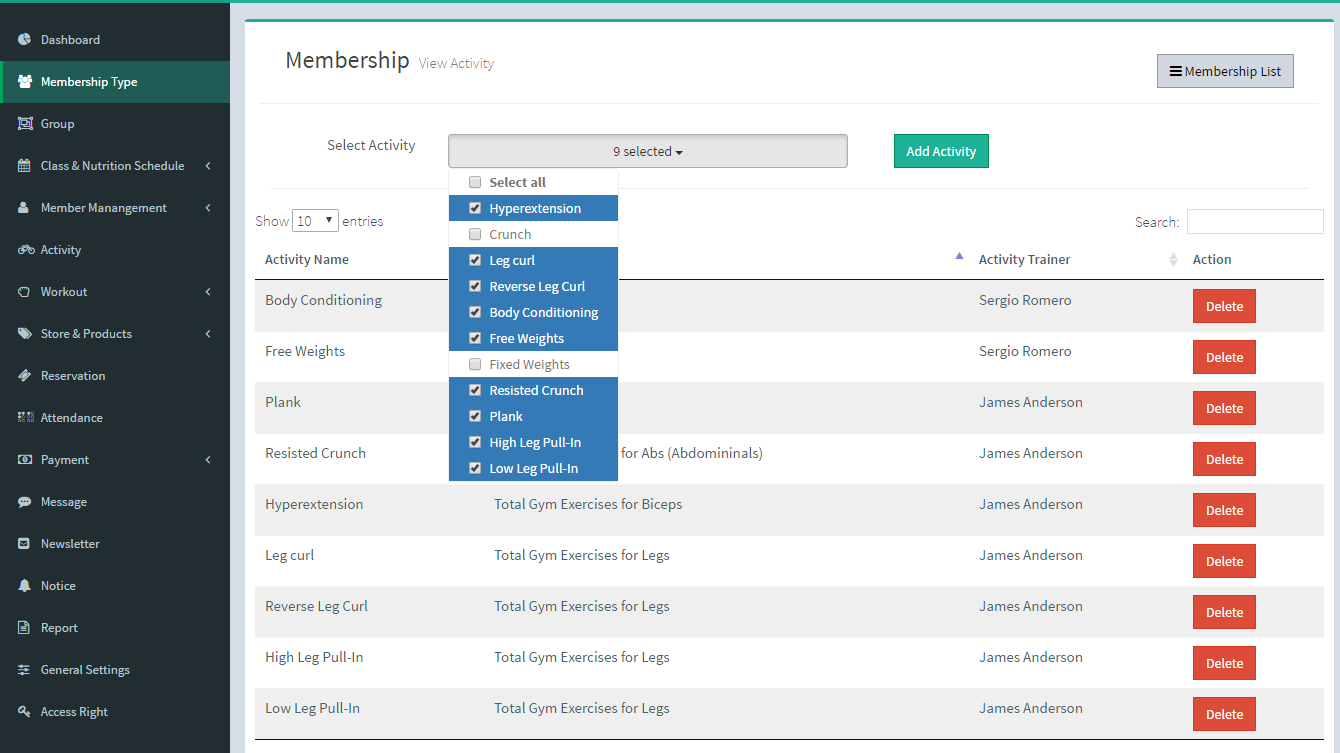 Dashboard
Membership Type
Group
Class & Nutrition Schedule
Member Manangement
Activity
Workout
Store & Products
Reservation
Attendance
Payment
Message
Newsletter
Notice
Report
General Settings
Access Right
Membership View Activity
Membership List
Select Activity
9 selected
Add Activity
Select all
Hyperextension
Crunch
Leg curl
Reverse Leg Curl
Body Conditioning
Free Weights
Fixed Weights
Resisted Crunch
Plank
High Leg Pull-In
Low Leg Pull-In
Show 10 entries
Search:
Activity Name Activity Trainer Action
Body Conditioning Sergio Romero Delete
Free Weights Sergio Romero Delete
Plank James Anderson Delete
Resisted Crunch for Abs (Abdomininals) James Anderson Delete
Hyperextension Total Gym Exercises for Biceps James Anderson Delete
Leg curl Total Gym Exercises for Legs James Anderson Delete
Reverse Leg Curl Total Gym Exercises for Legs James Anderson Delete
High Leg Pull-In Total Gym Exercises for Legs James Anderson Delete
Low Leg Pull-In Total Gym Exercises for Legs James Anderson Delete